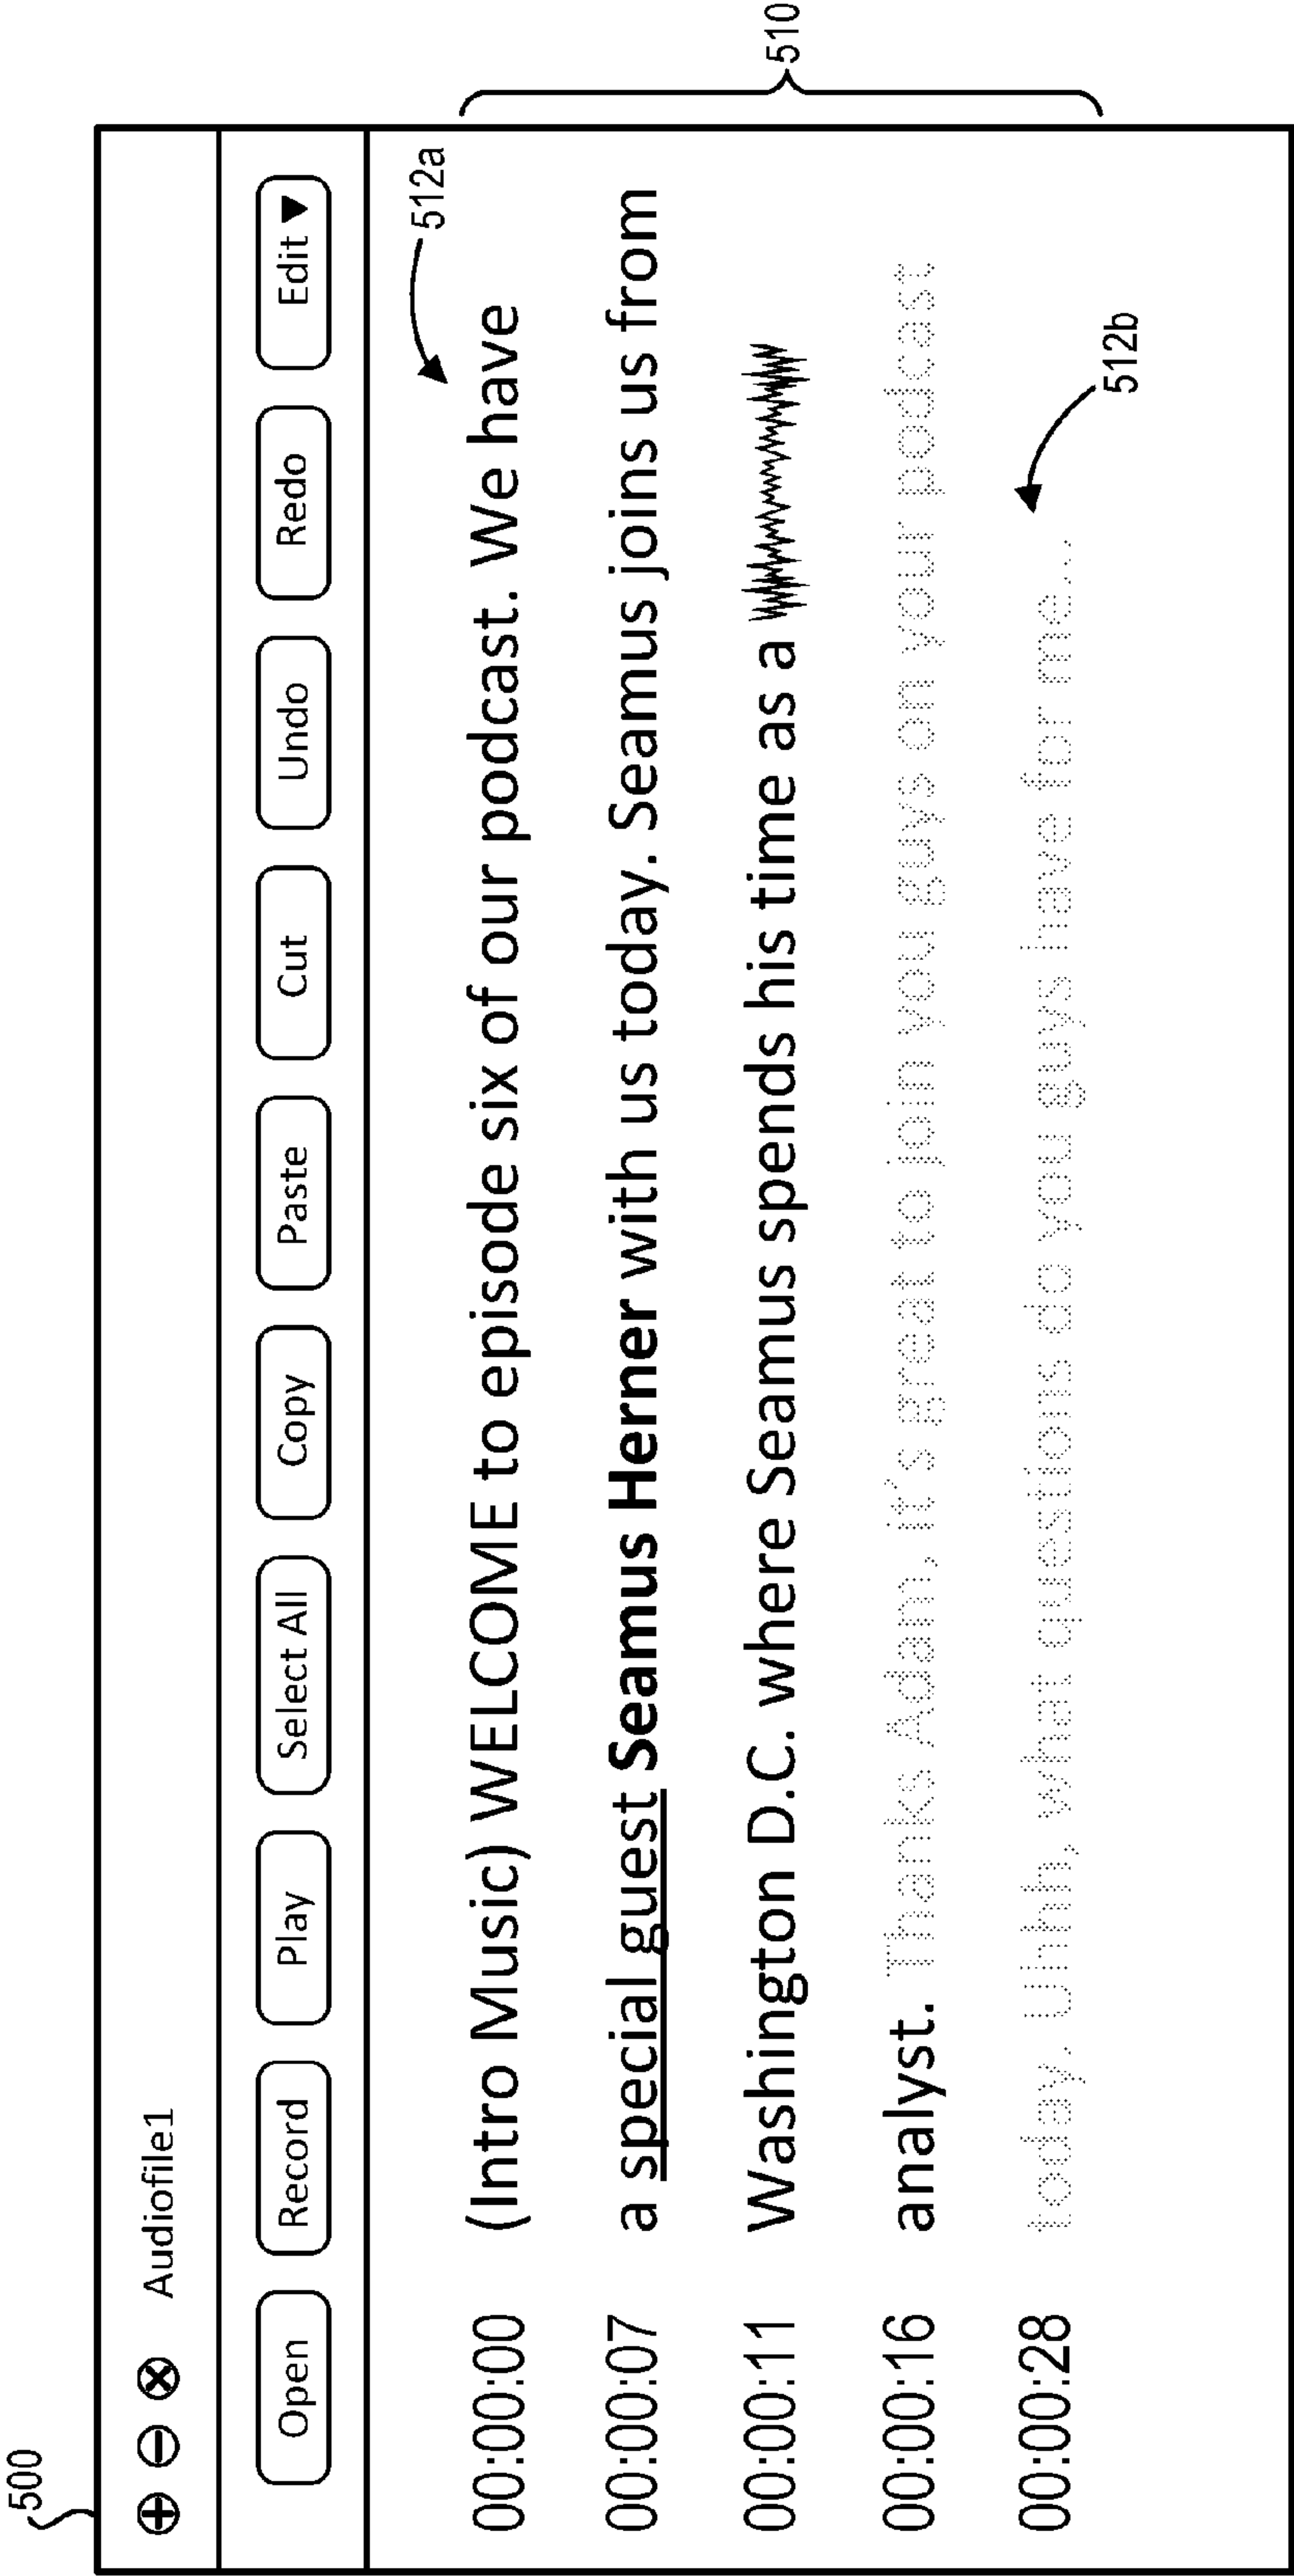 500
Audiofile1
Open Record Play Select All Copy Paste Cut Undo Redo Edit ▼
512a
00:00:00 (Intro Music) WELCOME to episode six of our podcast. We have
00:00:07 a special guest Seamus Herner with us today. Seamus joins us from
00:00:11 Washington D.C. where Seamus spends his time as a
00:00:16 analyst. Thanks Adam, it's great to join you guys on your podcast
00:00:28 today. Uhhh, what questions do you guys have for me...
510
512b